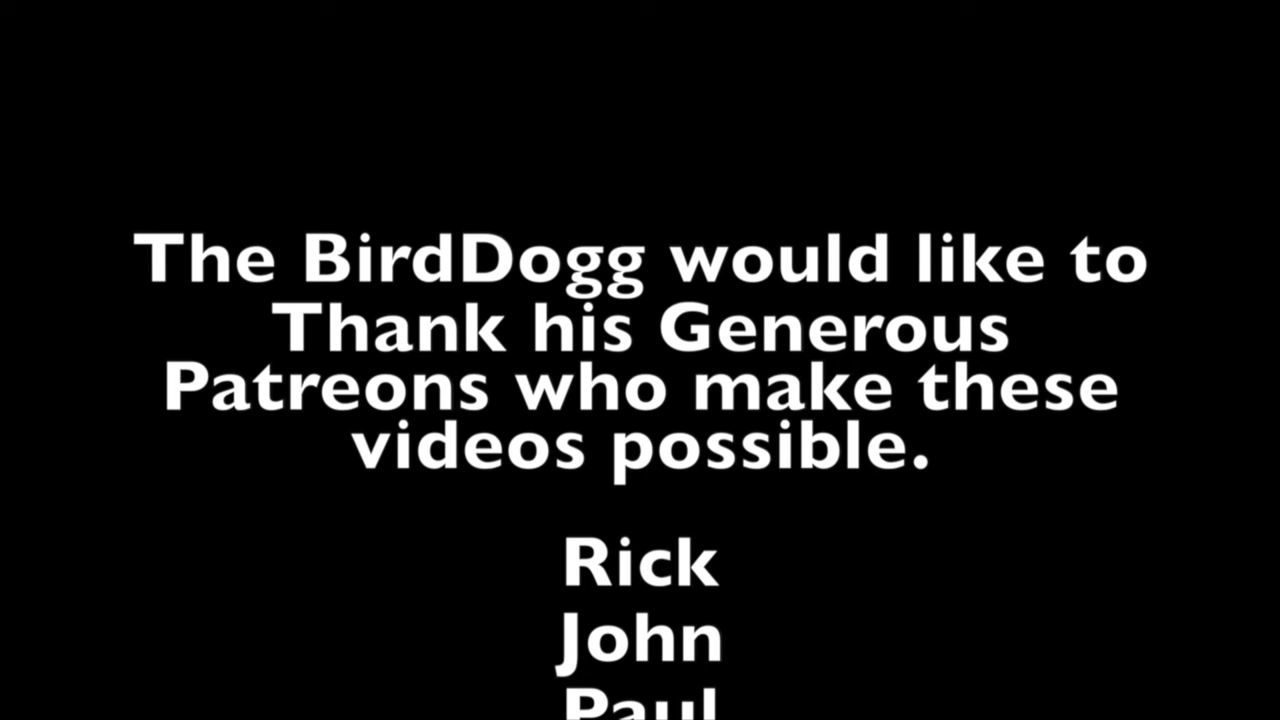 The BirdDogg would like to
Thank his Generous
Patreons who make these
videos possible.
Rick
John
Paul